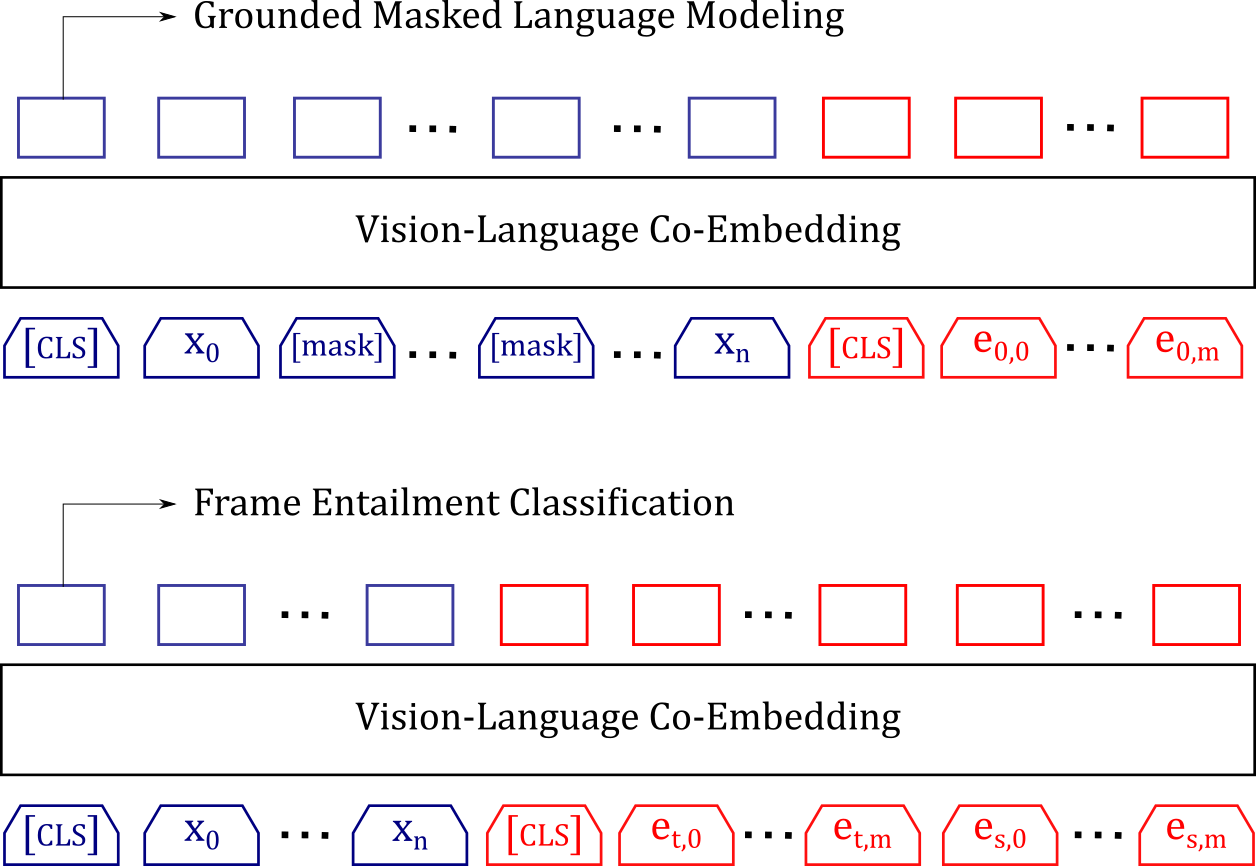 Grounded Masked Language Modeling
... ... ...
Vision-Language Co-Embedding
[CLS] x₀ [mask] ... [mask] ... xₙ [CLS] e₀,₀ ... e₀,ₘ
Frame Entailment Classification
... ... ...
Vision-Language Co-Embedding
[CLS] x₀ ... xₙ [CLS] eₜ,₀ ... eₜ,ₘ eₛ,₀ ... eₛ,ₘ